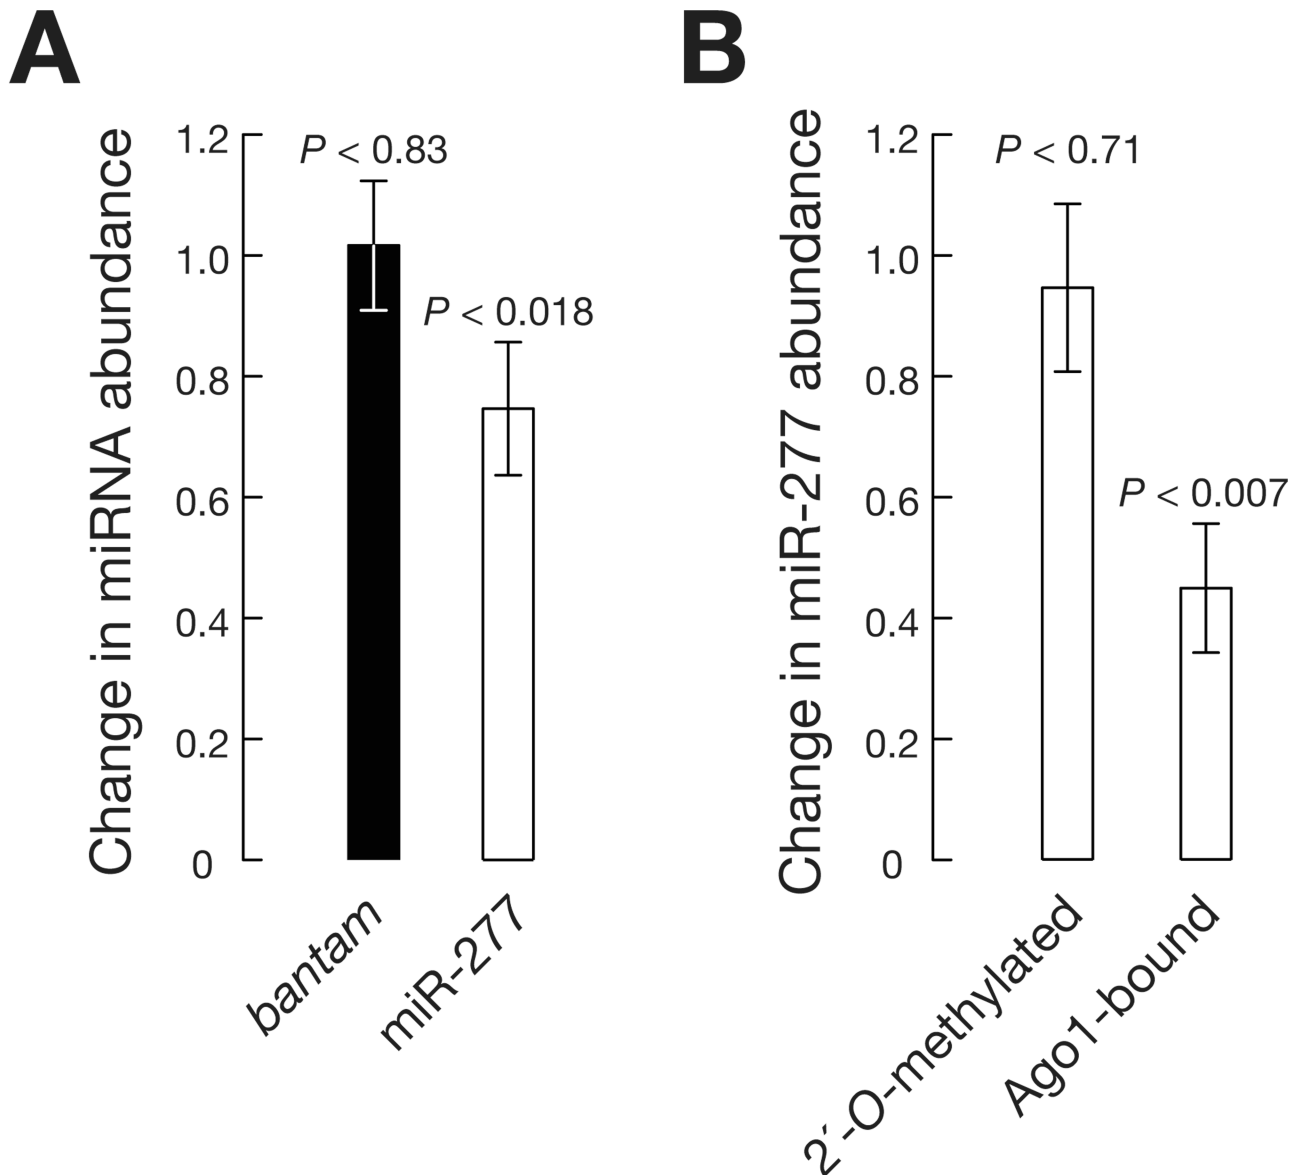 A
Change in miRNA abundance
1.2
1.0
0.8
0.6
0.4
0.2
0
P < 0.83
P < 0.018
bantam
miR-277
B
Change in miR-277 abundance
1.2
1.0
0.8
0.6
0.4
0.2
0
P < 0.71
P < 0.007
2´-O-methylated
Ago1-bound